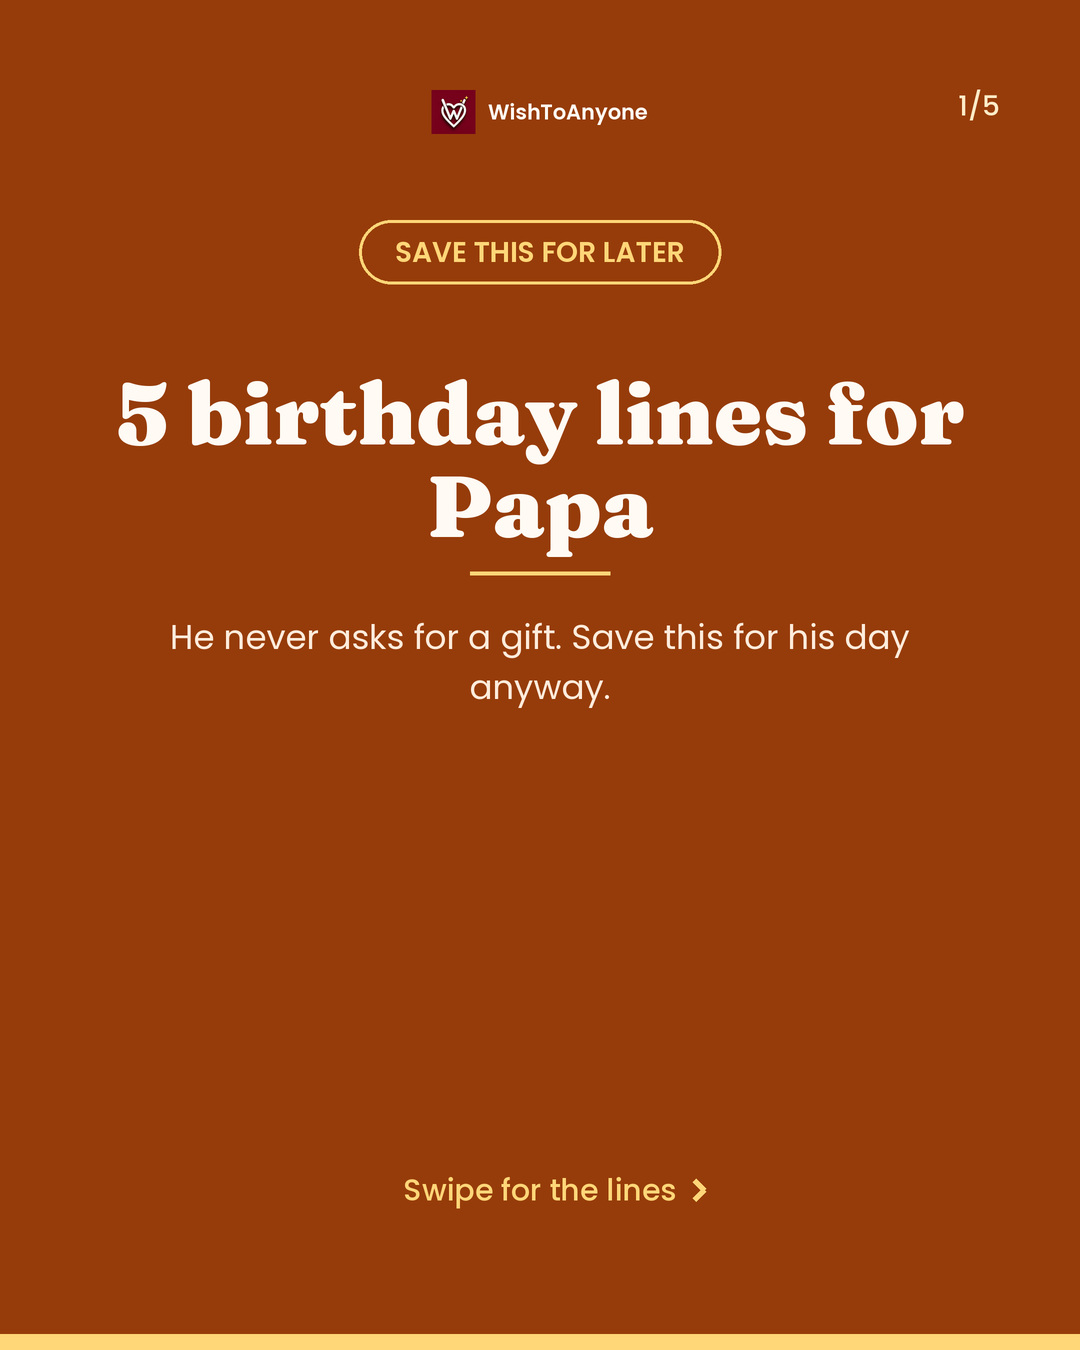 WishToAnyone
1/5
SAVE THIS FOR LATER
5 birthday lines for
Papa
He never asks for a gift. Save this for his day
anyway.
Swipe for the lines